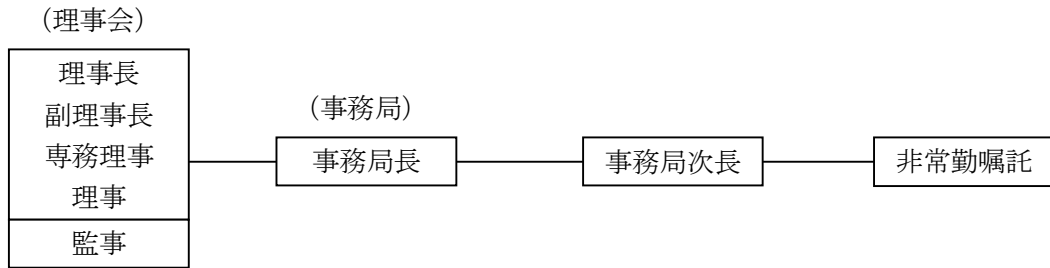 （理事会）
理事長
副理事長
専務理事
理事
監事
（事務局）
事務局長
事務局次長
非常勤嘱託